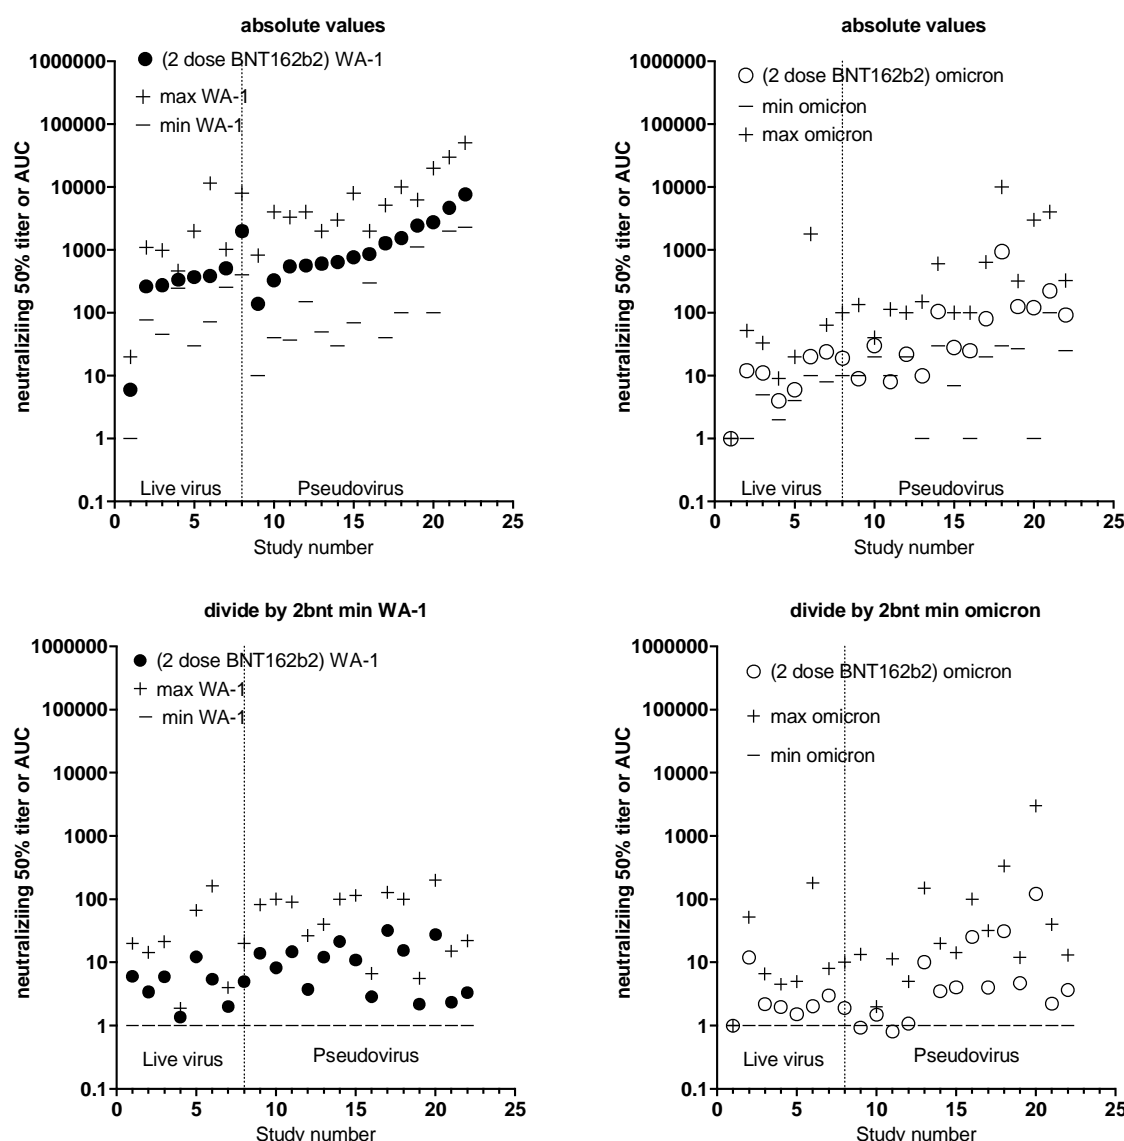 absolute values
1000000
100000
10000
1000
100
10
1
0.1
neutraliziing 50% titer or AUC
(2 dose BNT162b2) WA-1
max WA-1
min WA-1
Live virus
Pseudovirus
0 5 10 15 20 25
Study number
absolute values
1000000
100000
10000
1000
100
10
1
0.1
neutraliziing 50% titer or AUC
(2 dose BNT162b2) omicron
min omicron
max omicron
Live virus
Pseudovirus
0 5 10 15 20 25
Study number
divide by 2bnt min WA-1
1000000
100000
10000
1000
100
10
1
0.1
neutraliziing 50% titer or AUC
(2 dose BNT162b2) WA-1
max WA-1
min WA-1
Live virus
Pseudovirus
0 5 10 15 20 25
Study number
divide by 2bnt min omicron
1000000
100000
10000
1000
100
10
1
0.1
neutraliziing 50% titer or AUC
(2 dose BNT162b2) omicron
max omicron
min omicron
Live virus
Pseudovirus
0 5 10 15 20 25
Study number